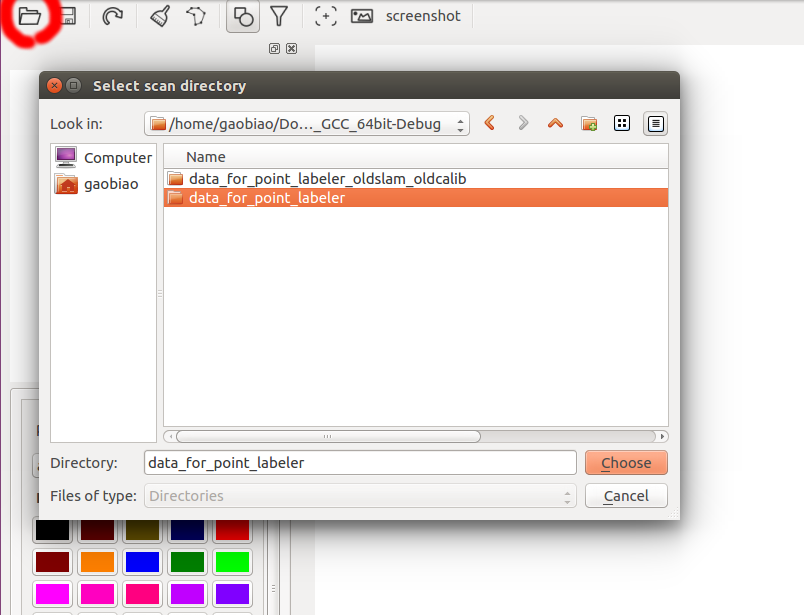 screenshot
Select scan directory
Look in: /home/gaobiao/Do..._GCC_64bit-Debug
Computer
gaobiao
Name
data_for_point_labeler_oldslam_oldcalib
data_for_point_labeler
Directory: data_for_point_labeler Choose
Files of type: Directories Cancel